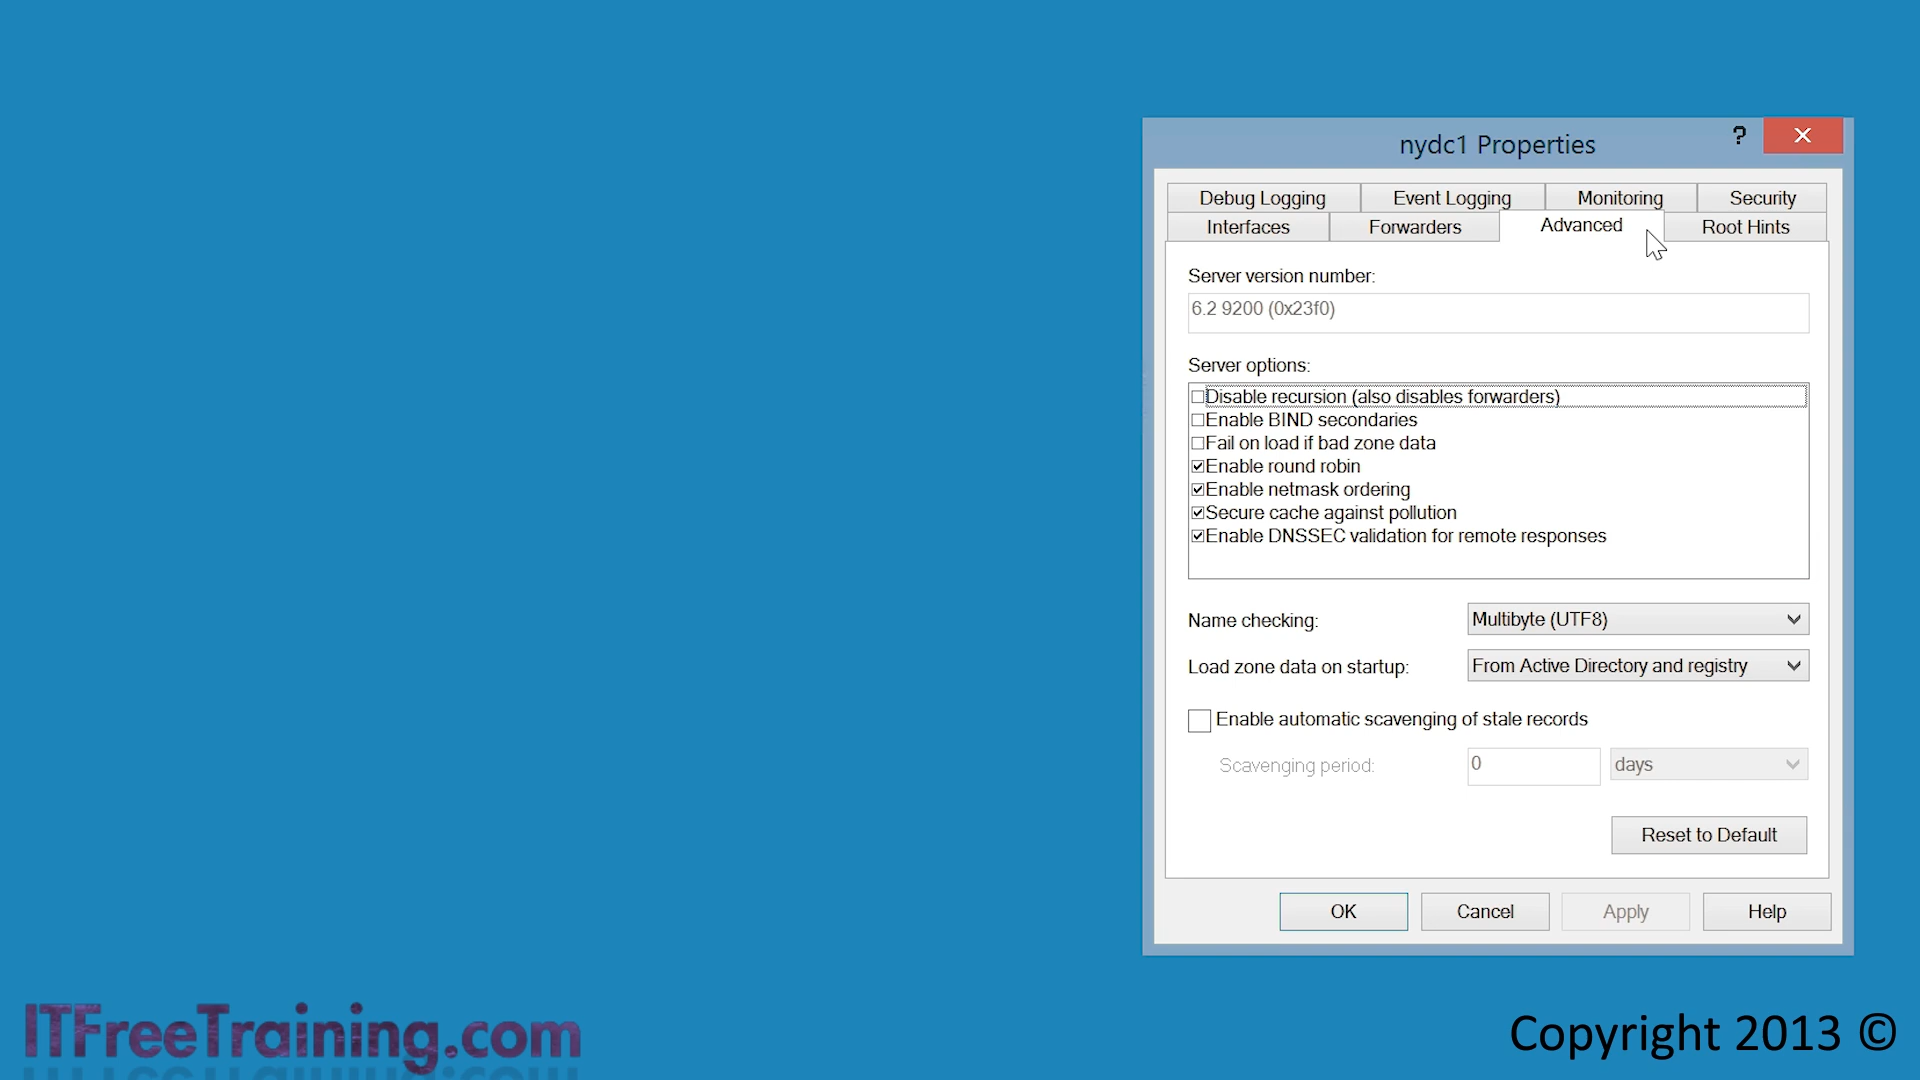 nydc1 Properties
?
Debug Logging Event Logging Monitoring Security
Interfaces Forwarders Advanced Root Hints
Server version number:
6.2 9200 (0x23f0)
Server options:
Disable recursion (also disables forwarders)
Enable BIND secondaries
Fail on load if bad zone data
Enable round robin
Enable netmask ordering
Secure cache against pollution
Enable DNSSEC validation for remote responses
Name checking: Multibyte (UTF8)
Load zone data on startup: From Active Directory and registry
Enable automatic scavenging of stale records
Scavenging period: 0 days
Reset to Default
OK Cancel Apply Help
ITFreeTraining.com
Copyright 2013 ©